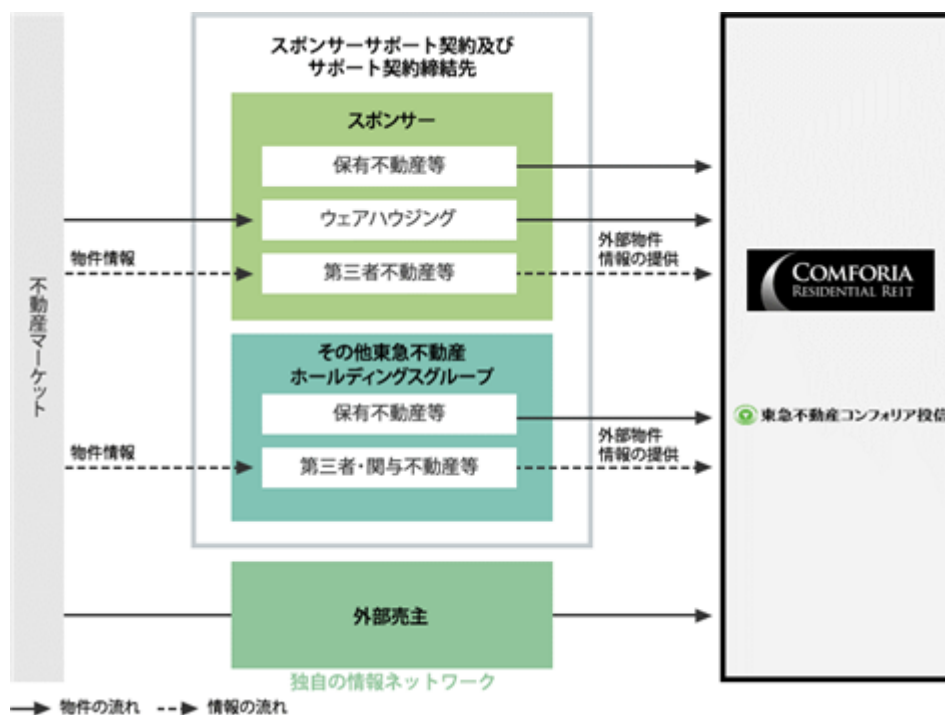 スポンサーサポート契約及び
サポート契約締結先
スポンサー
保有不動産等
ウェアハウジング
物件情報
第三者不動産等
外部物件
情報の提供
不動産マーケット
COMFORIA
RESIDENTIAL REIT
その他東急不動産
ホールディングスグループ
保有不動産等
東急不動産コンフォリア投信
物件情報
第三者・関与不動産等
外部物件
情報の提供
外部売主
独自の情報ネットワーク
物件の流れ 情報の流れ